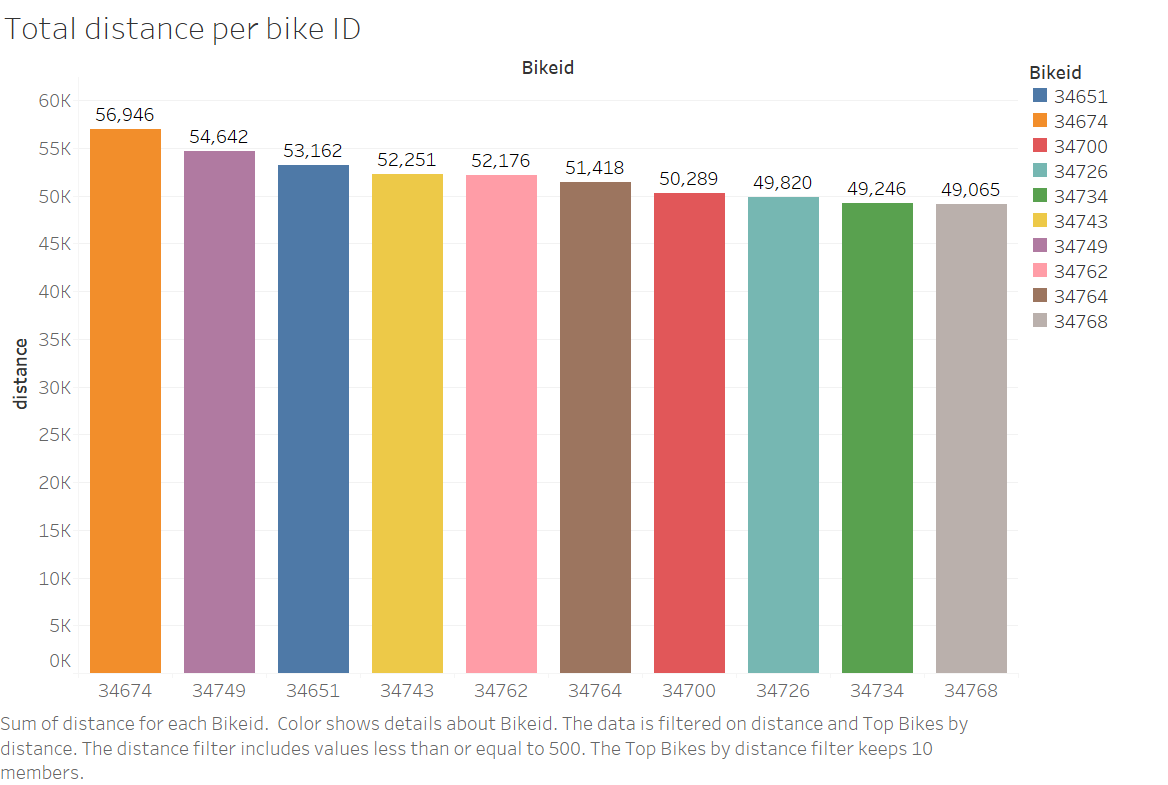 Total distance per bike ID
Bikeid
60K
55K
50K
45K
40K
35K
30K
25K
20K
15K
10K
5K
0K
distance
56,946
54,642
53,162
52,251
52,176
51,418
50,289
49,820
49,246
49,065
34674
34749
34651
34743
34762
34764
34700
34726
34734
34768
Bikeid
34651
34674
34700
34726
34734
34743
34749
34762
34764
34768
Sum of distance for each Bikeid.  Color shows details about Bikeid. The data is filtered on distance and Top Bikes by
distance. The distance filter includes values less than or equal to 500. The Top Bikes by distance filter keeps 10
members.